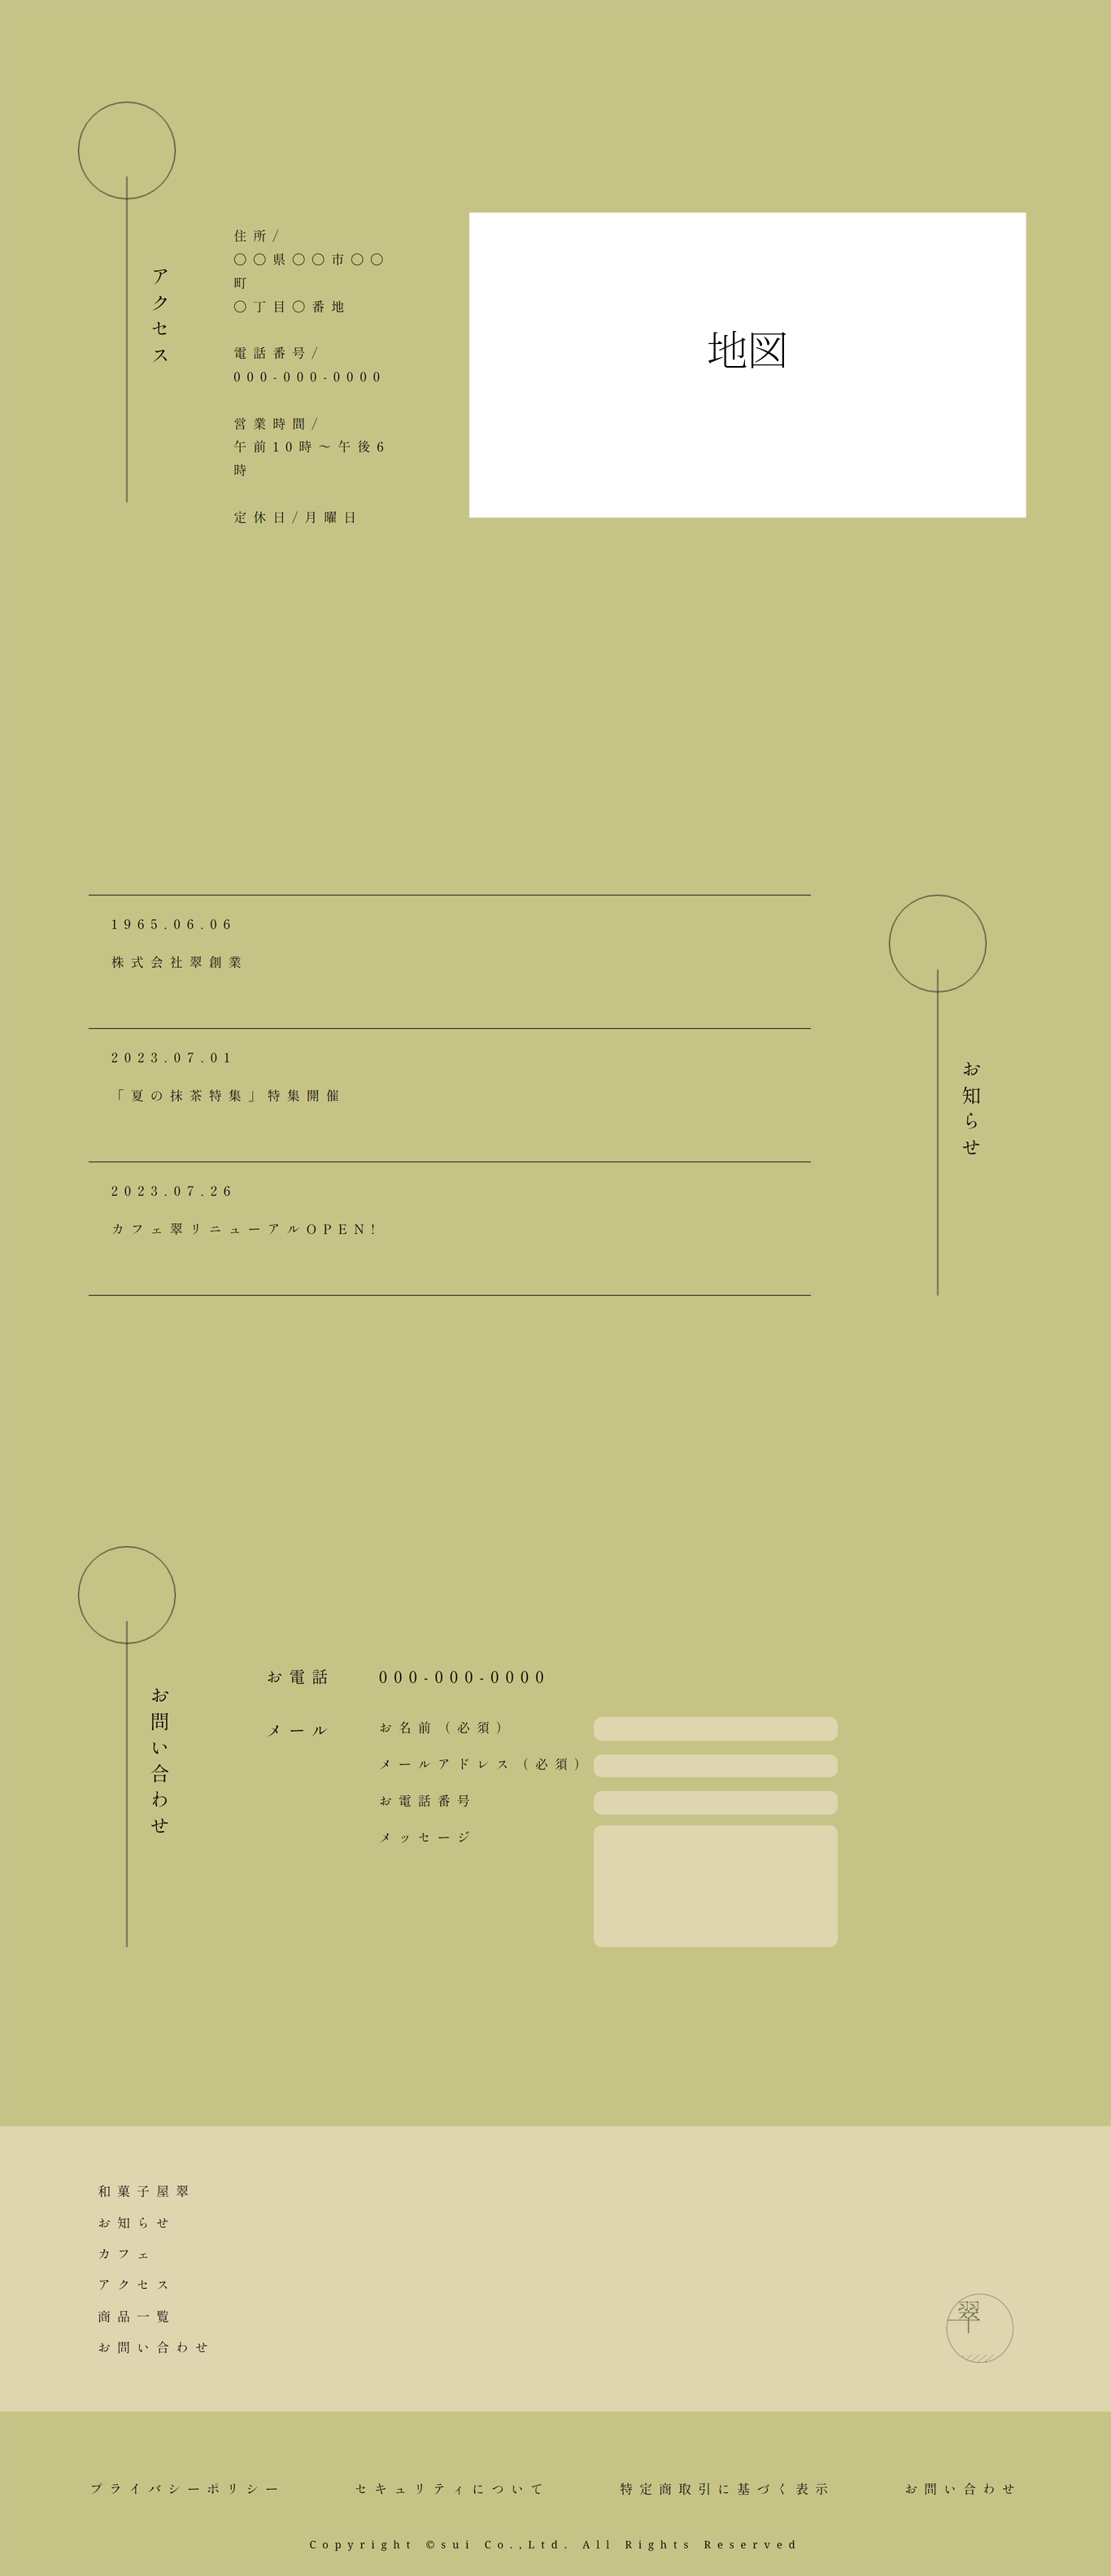 アクセス
住所/
〇〇県〇〇市〇〇
町
〇丁目〇番地
電話番号/
000-000-0000
営業時間/
午前10時～午後6
時
定休日/月曜日
地図
お知らせ
1965.06.06
株式会社翠創業
2023.07.01
「夏の抹茶特集」特集開催
2023.07.26
カフェ翠リニューアルOPEN!
お問い合わせ
お電話 000-000-0000
メール
お名前（必須）
メールアドレス（必須）
お電話番号
メッセージ
和菓子屋翠
お知らせ
カフェ
アクセス
商品一覧
お問い合わせ
翠
プライバシーポリシー セキュリティについて 特定商取引に基づく表示 お問い合わせ
Copyright ©sui Co.,Ltd. All Rights Reserved